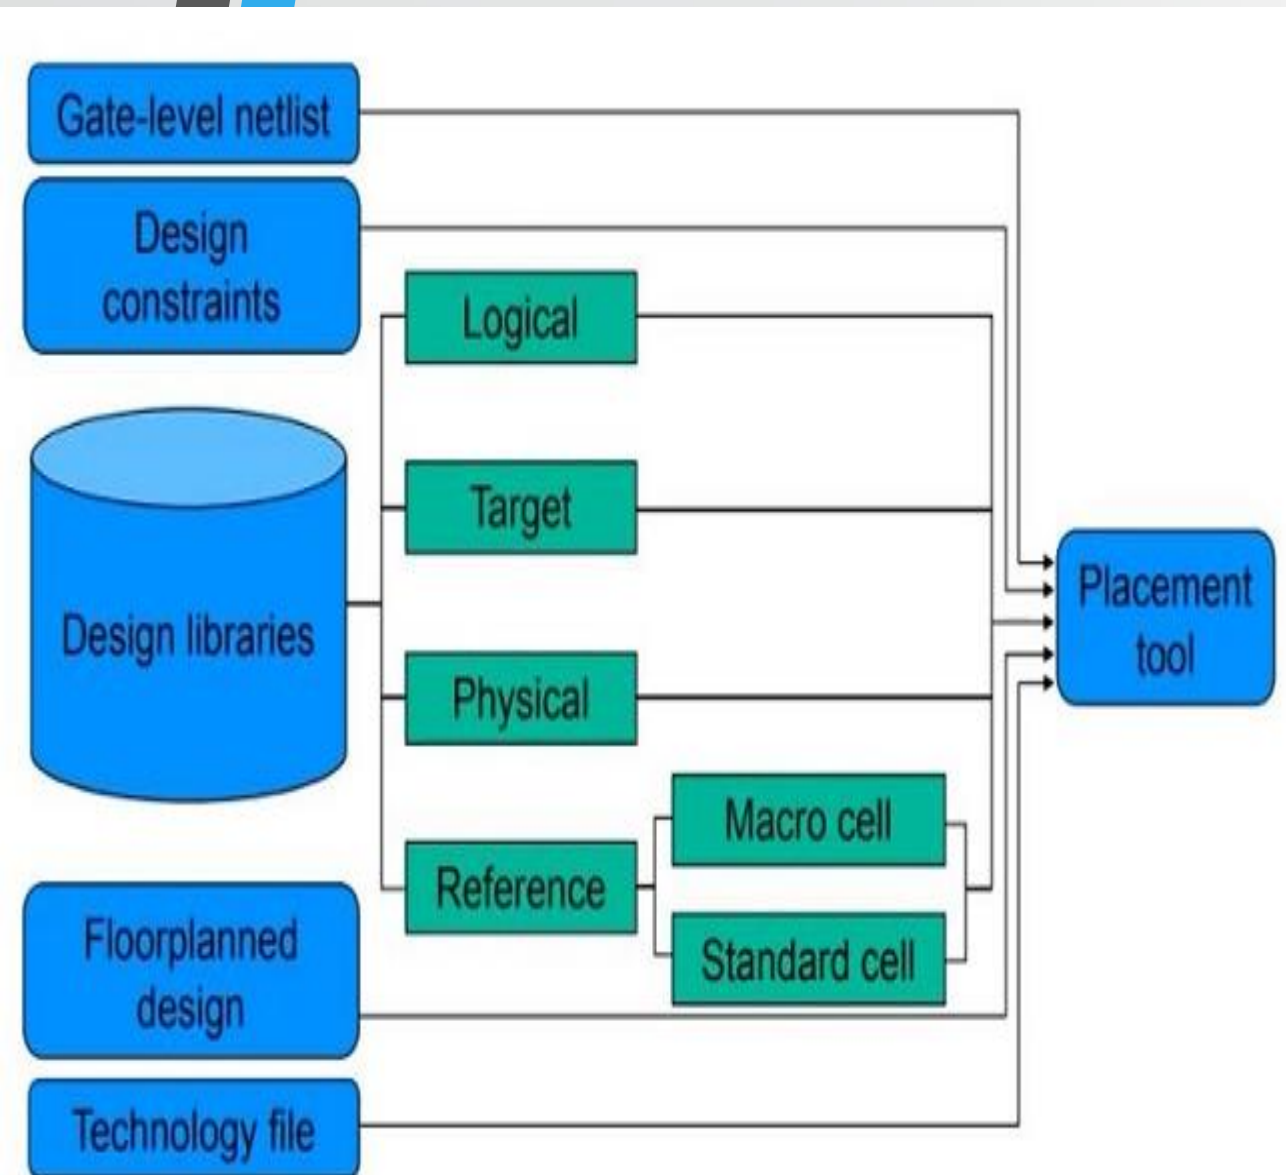 Gate-level netlist
Design
constraints
Logical
Target
Design libraries
Physical
Placement
tool
Macro cell
Reference
Standard cell
Floorplanned
design
Technology file